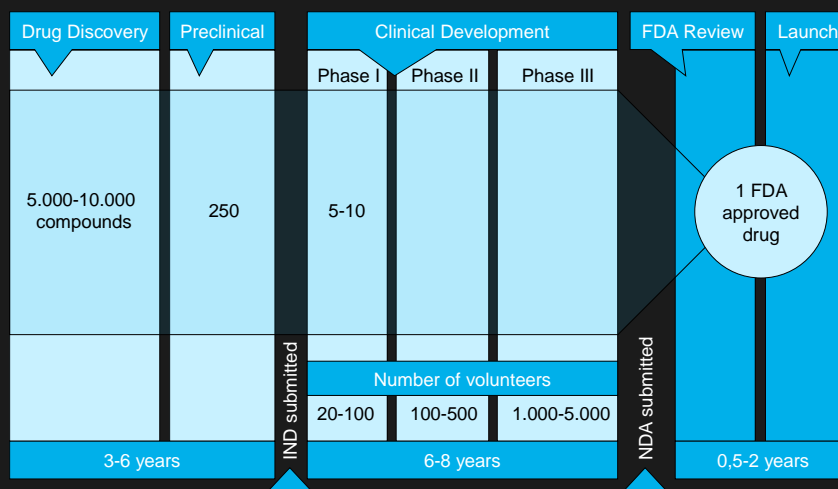 Drug Discovery
Preclinical
Clinical Development
FDA Review
Launch
Phase I
Phase II
Phase III
5.000-10.000
compounds
250
5-10
1 FDA
approved
drug
IND submitted
NDA submitted
Number of volunteers
20-100
100-500
1.000-5.000
3-6 years
6-8 years
0,5-2 years